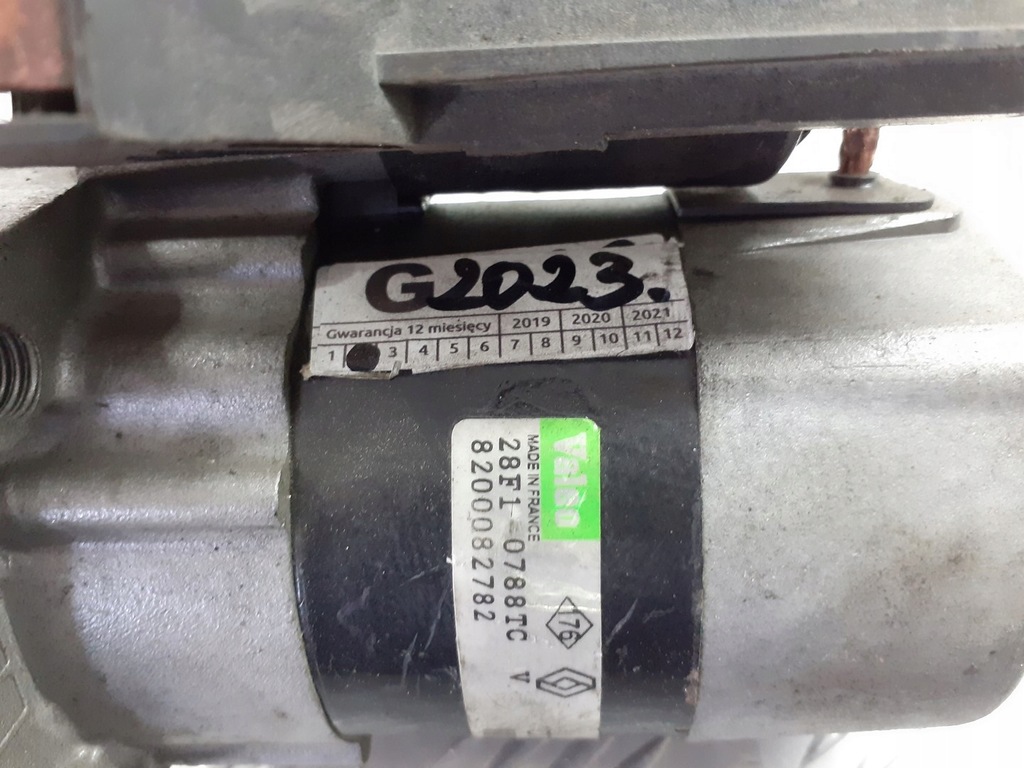 G2023.
Gwarancja 12 miesięcy 2019 2020 2021
1 3 4 5 6 7 8 9 10 11 12
Valeo
MADE IN FRANCE
28F1 0788TC V
8200082782
176